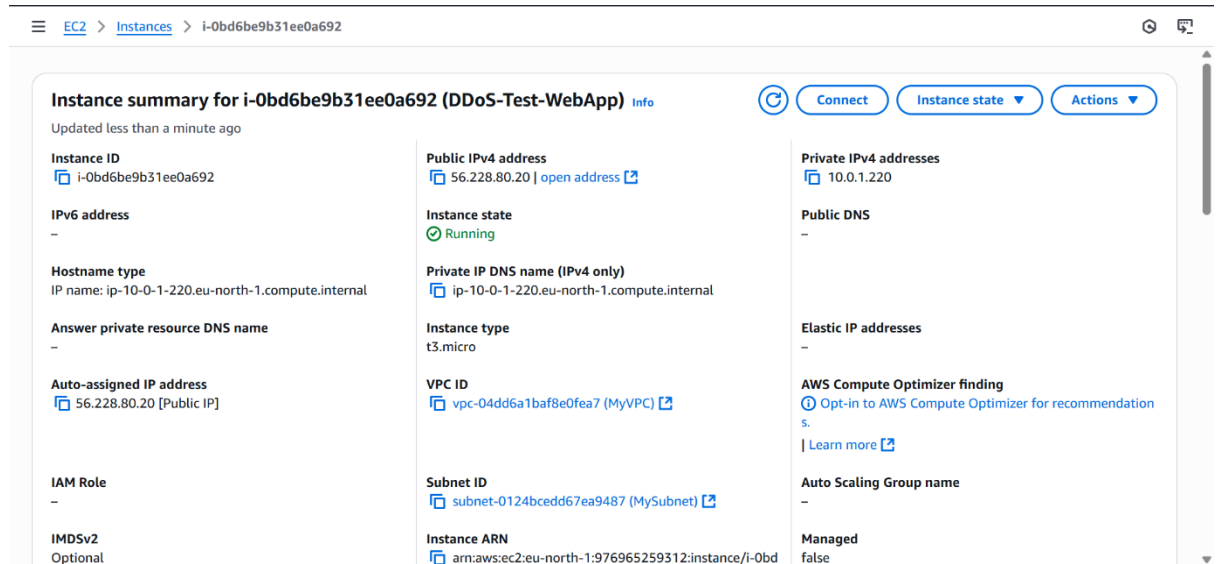 EC2 > Instances > i-0bd6be9b31ee0a692
Instance summary for i-0bd6be9b31ee0a692 (DDoS-Test-WebApp) Info
Connect
Instance state
Actions
Updated less than a minute ago
Instance ID
i-0bd6be9b31ee0a692
Public IPv4 address
56.228.80.20 | open address
Private IPv4 addresses
10.0.1.220
IPv6 address
–
Instance state
Running
Public DNS
–
Hostname type
IP name: ip-10-0-1-220.eu-north-1.compute.internal
Private IP DNS name (IPv4 only)
ip-10-0-1-220.eu-north-1.compute.internal
Answer private resource DNS name
–
Instance type
t3.micro
Elastic IP addresses
–
Auto-assigned IP address
56.228.80.20 [Public IP]
VPC ID
vpc-04dd6a1baf8e0fea7 (MyVPC)
AWS Compute Optimizer finding
Opt-in to AWS Compute Optimizer for recommendation
s.
| Learn more
IAM Role
–
Subnet ID
subnet-0124bcedd67ea9487 (MySubnet)
Auto Scaling Group name
–
IMDSv2
Optional
Instance ARN
arn:aws:ec2:eu-north-1:976965259312:instance/i-0bd
Managed
false